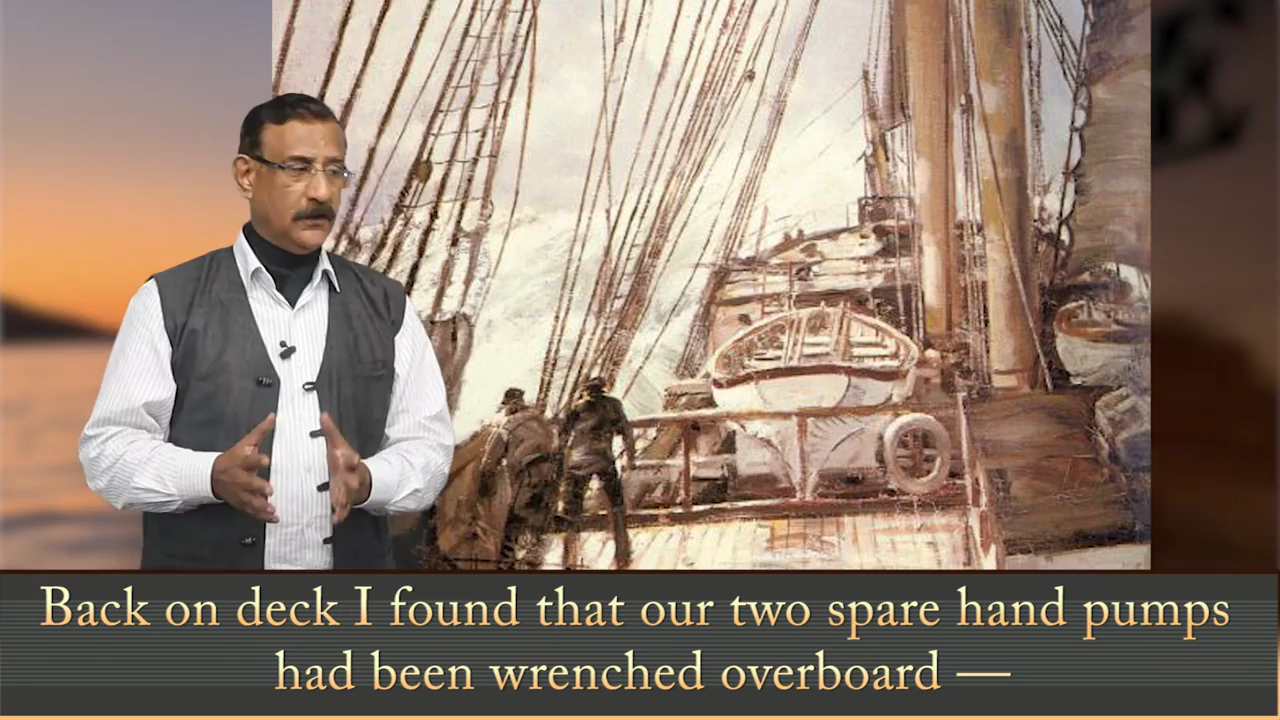 Back on deck I found that our two spare hand pumps
had been wrenched overboard —